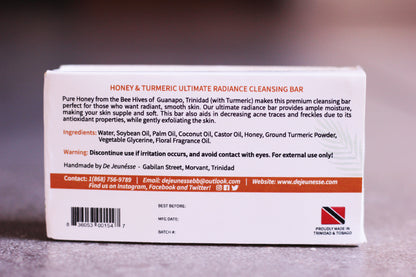 HONEY & TURMERIC ULTIMATE RADIANCE CLEANSING BAR
Pure Honey from the Bee Hives of Guanapo, Trinidad (with Turmeric) makes this premium cleansing bar
perfect for those who want radiant, smooth skin. Our ultimate radiance bar provides ample moisture,
making your skin supple and soft. This bar also aids in decreasing acne traces and freckles due to its
antioxidant properties, while gently exfoliating the skin.
Ingredients: Water, Soybean Oil, Palm Oil, Coconut Oil, Castor Oil, Honey, Ground Turmeric Powder,
Vegetable Glycerine, Floral Fragrance Oil.
Warning: Discontinue use if irritation occurs, and avoid contact with eyes. For external use only!
Handmade by De Jeunésse - Gabilan Street, Morvant, Trinidad
Contact: 1(868) 756-9789 | Email: dejeunessebb@outlook.com | Website: www.dejeunesse.com
Find us on Instagram, Facebook and Twitter!
BEST BEFORE:
MFG DATE:
BATCH #:
8 36053 00154 7
PROUDLY MADE IN
TRINIDAD & TOBAGO